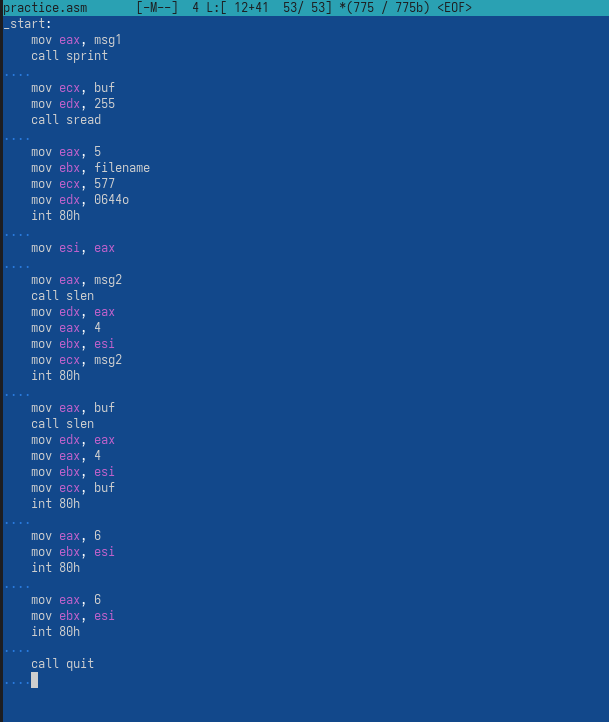 practice.asm       [-M--]  4 L:[ 12+41  53/ 53] *(775 / 775b) <EOF>
_start:
    mov eax, msg1
    call sprint
....
    mov ecx, buf
    mov edx, 255
    call sread
....
    mov eax, 5
    mov ebx, filename
    mov ecx, 577
    mov edx, 0644o
    int 80h
....
    mov esi, eax
....
    mov eax, msg2
    call slen
    mov edx, eax
    mov eax, 4
    mov ebx, esi
    mov ecx, msg2
    int 80h
....
    mov eax, buf
    call slen
    mov edx, eax
    mov eax, 4
    mov ebx, esi
    mov ecx, buf
    int 80h
....
    mov eax, 6
    mov ebx, esi
    int 80h
....
    mov eax, 6
    mov ebx, esi
    int 80h
....
    call quit
....